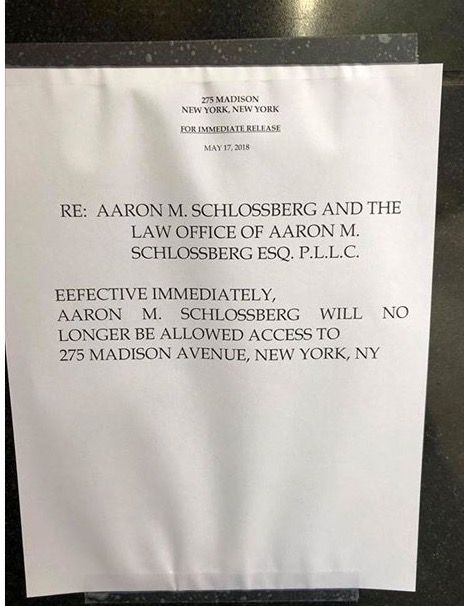 275 MADISON
NEW YORK, NEW YORK
FOR IMMEDIATE RELEASE
MAY 17, 2018
RE: AARON M. SCHLOSSBERG AND THE
LAW OFFICE OF AARON M.
SCHLOSSBERG ESQ. P.L.L.C.
EEFECTIVE IMMEDIATELY,
AARON M. SCHLOSSBERG WILL NO
LONGER BE ALLOWED ACCESS TO
275 MADISON AVENUE, NEW YORK, NY